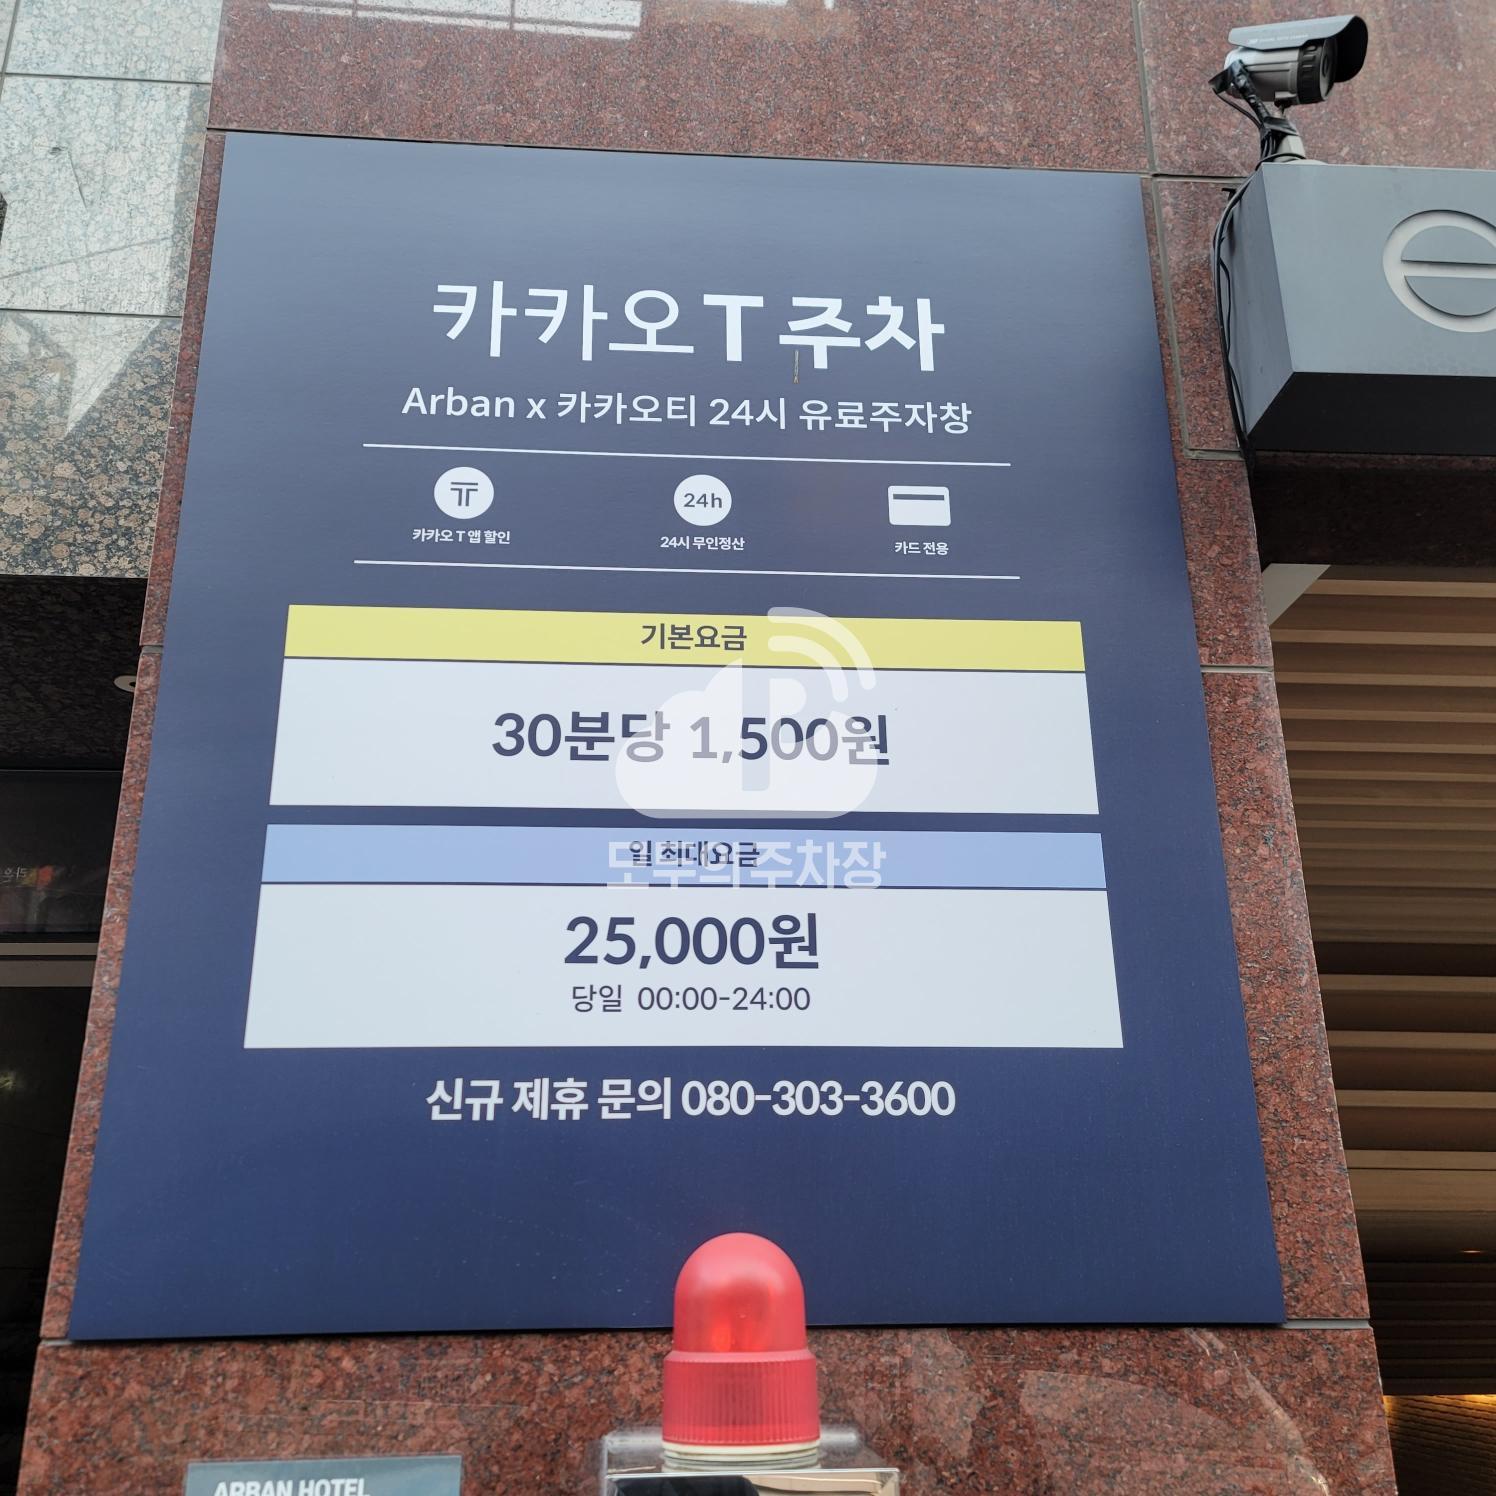 카카오 T 주차
Arban x 카카오티 24시 유료주자창
24h
카카오 T 앱 할인
24시 무인정산
카드 전용
기본요금
30분당 1,500원
일 최대요금
모두의주차장
25,000원
당일 00:00-24:00
신규 제휴 문의 080-303-3600
ARBAN HOTEL